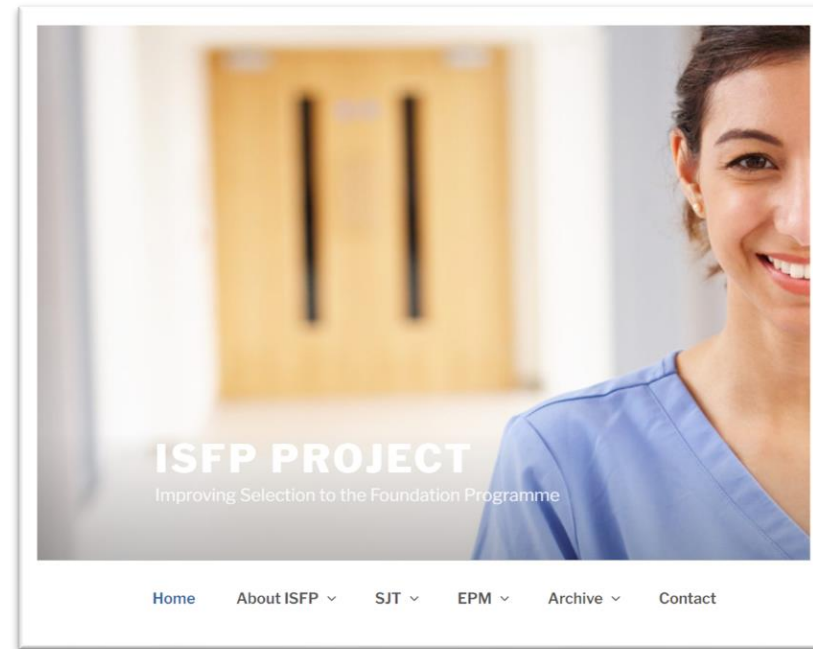 ISFP PROJECT
Improving Selection to the Foundation Programme
Home About ISFP SJT EPM Archive Contact